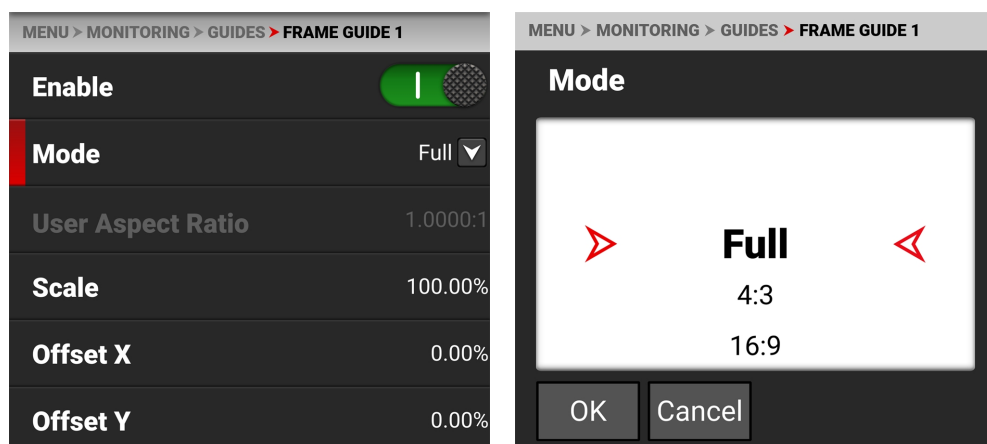 MENU > MONITORING > GUIDES > FRAME GUIDE 1
Enable
Mode Full
User Aspect Ratio 1.0000:1
Scale 100.00%
Offset X 0.00%
Offset Y 0.00%
MENU > MONITORING > GUIDES > FRAME GUIDE 1
Mode
Full
4:3
16:9
OK Cancel